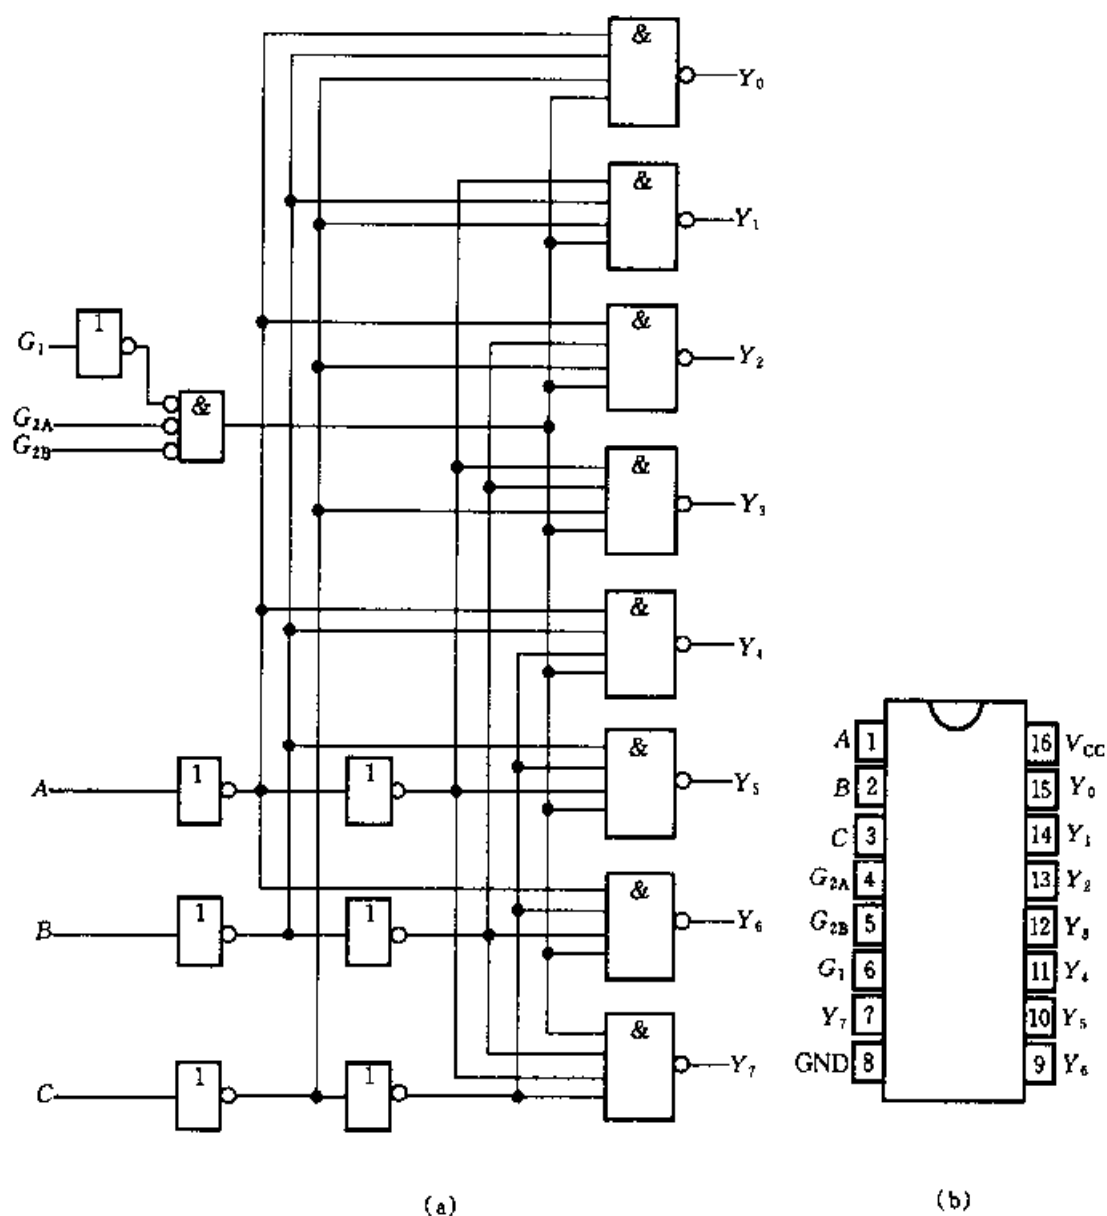 &
Y₀
&
Y₁
1
G₁
&
Y₂
G₂A
&
G₂B
&
Y₃
&
Y₄
A
1
1
&
Y₅
B
1
1
&
Y₆
C
1
1
&
Y₇
(a)
A 1 16 V_CC
B 2 15 Y₀
C 3 14 Y₁
G₂A 4 13 Y₂
G₂B 5 12 Y₃
G₁ 6 11 Y₄
Y₇ 7 10 Y₅
GND 8 9 Y₆
(b)